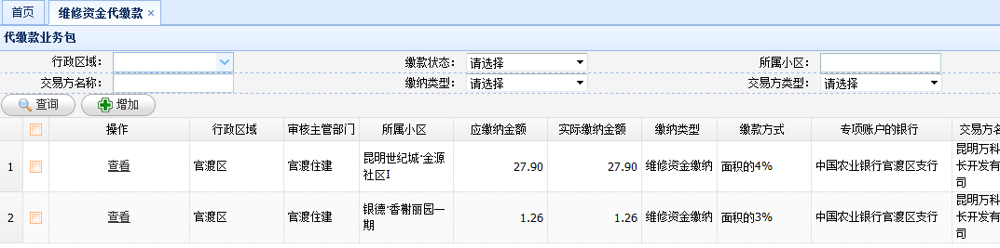 首页 维修资金代缴款 ×
代缴款业务包
行政区域： 缴款状态： 请选择 所属小区：
交易方名称： 缴纳类型： 请选择 交易方类型： 请选择
查询 增加
操作 行政区域 审核主管部门 所属小区 应缴纳金额 实际缴纳金额 缴纳类型 缴款方式 专项账户的银行 交易方名
昆明世纪城·金源 昆明万科
1 查看 官渡区 官渡住建 27.90 27.90 维修资金缴纳 面积的4% 中国农业银行官渡区支行 长开发有
社区I 司
银德·香榭丽园一 昆明万科
2 查看 官渡区 官渡住建 1.26 1.26 维修资金缴纳 面积的3% 中国农业银行官渡区支行 长开发有
期 司